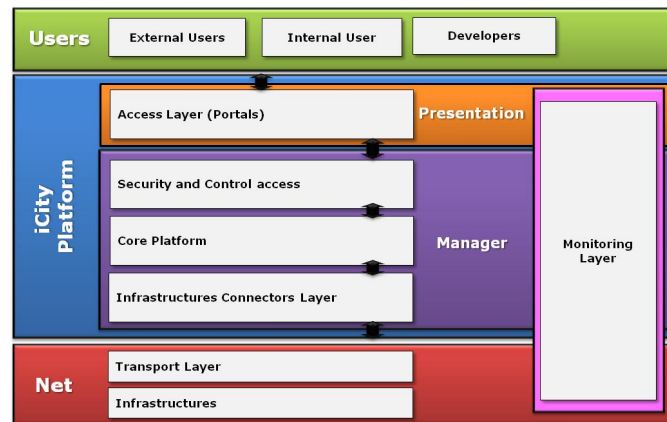 Users
External Users
Internal User
Developers
Access Layer (Portals)
Presentation
iCity
Platform
Security and Control access
Core Platform
Manager
Infrastructures Connectors Layer
Monitoring
Layer
Net
Transport Layer
Infrastructures